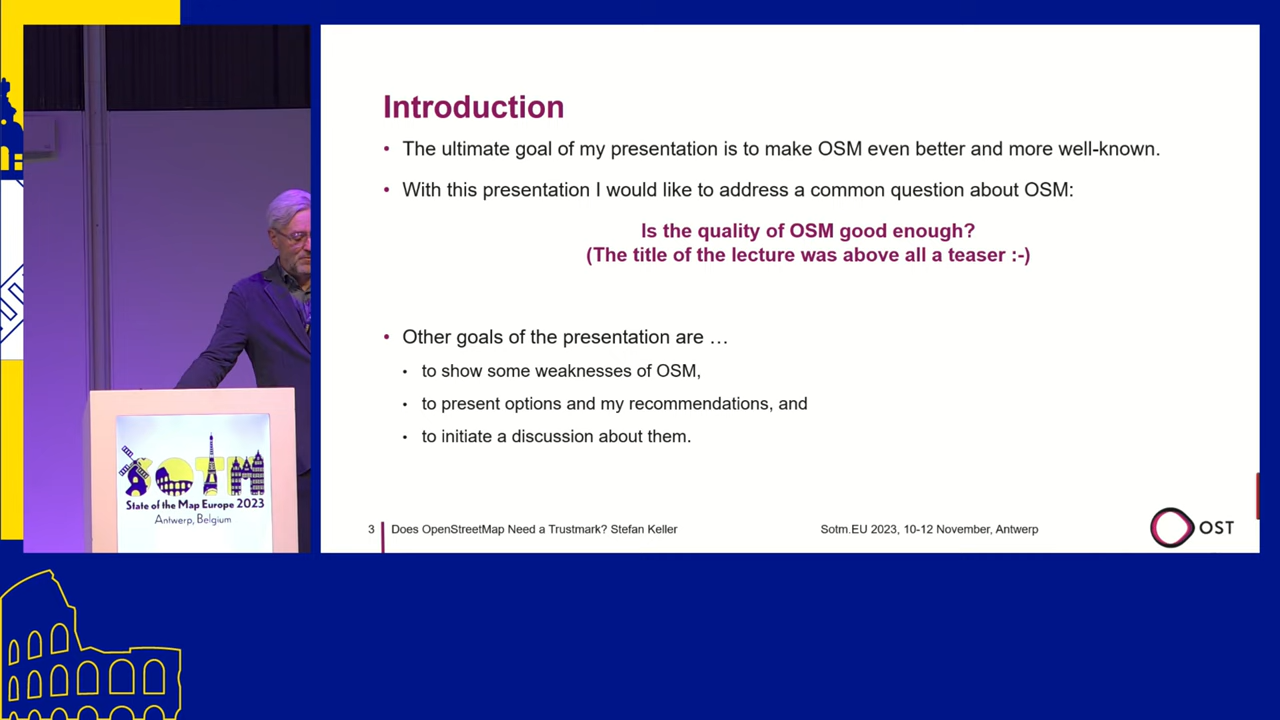 Introduction
• The ultimate goal of my presentation is to make OSM even better and more well-known.
• With this presentation I would like to address a common question about OSM:
Is the quality of OSM good enough?
(The title of the lecture was above all a teaser :-)
• Other goals of the presentation are …
• to show some weaknesses of OSM,
• to present options and my recommendations, and
• to initiate a discussion about them.
3 Does OpenStreetMap Need a Trustmark? Stefan Keller
Sotm.EU 2023, 10-12 November, Antwerp
OST
SOTM
State of the Map Europe 2023
Antwerp, Belgium